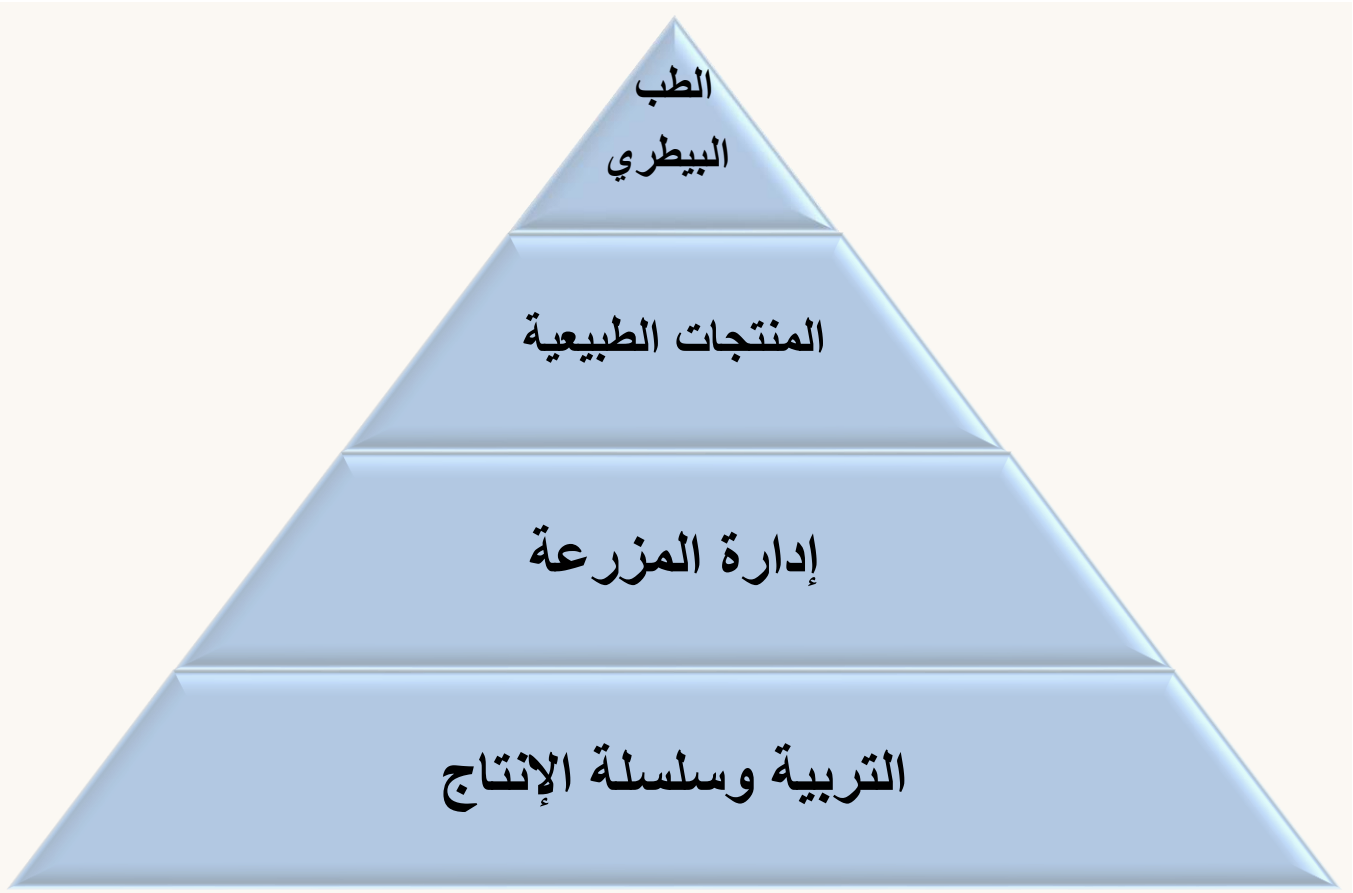 الطب
البيطري
المنتجات الطبيعية
إدارة المزرعة
التربية وسلسلة الإنتاج